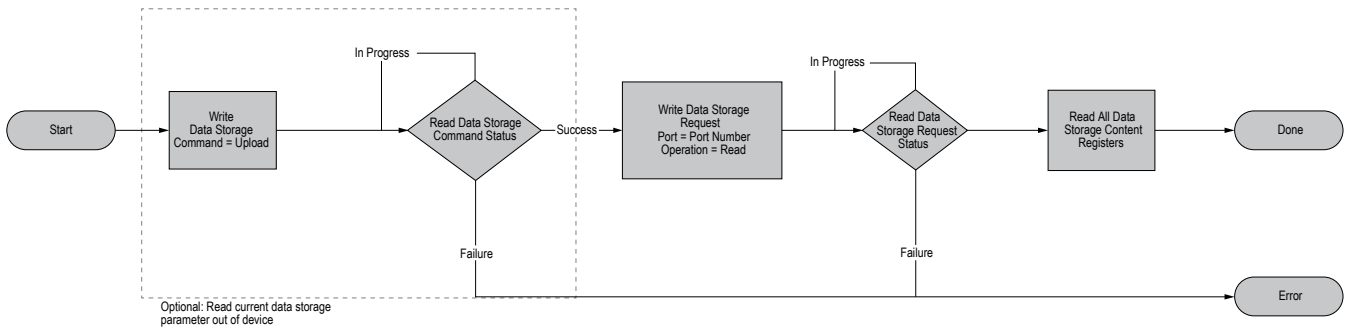 Start
Write
Data Storage
Command = Upload
In Progress
Read Data Storage
Command Status
Success
Failure
Optional: Read current data storage
parameter out of device
Write Data Storage
Request
Port = Port Number
Operation = Read
In Progress
Read Data
Storage Request
Status
Failure
Read All Data
Storage Content
Registers
Done
Error